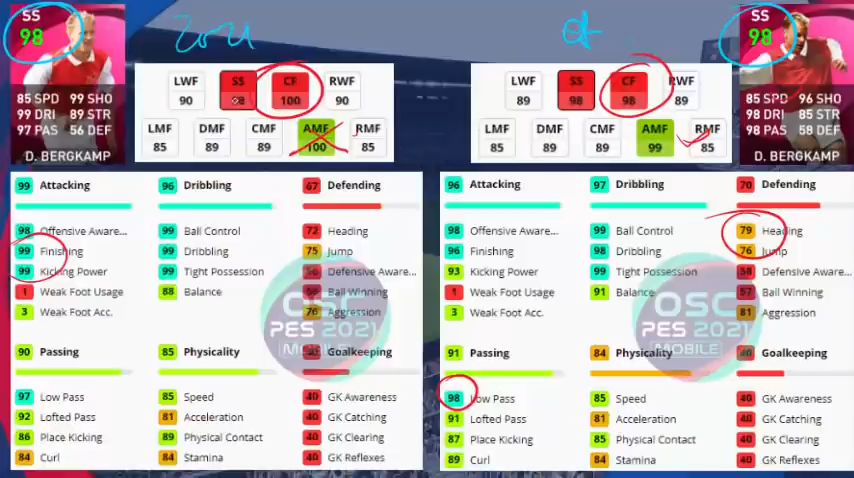 SS
98
85 SPD 99 SHO
99 DRI 89 STR
97 PAS 56 DEF
D. BERGKAMP
LWF SS CF RWF
90 98 100 90
LMF DMF CMF AMF RMF
85 89 89 100 85
99 Attacking
98 Offensive Aware...
99 Finishing
99 Kicking Power
1 Weak Foot Usage
3 Weak Foot Acc.
96 Dribbling
99 Ball Control
99 Dribbling
99 Tight Possession
88 Balance
67 Defending
72 Heading
75 Jump
56 Defensive Aware...
Ball Winning
76 Aggression
90 Passing
97 Low Pass
92 Lofted Pass
86 Place Kicking
84 Curl
85 Physicality
85 Speed
81 Acceleration
89 Physical Contact
84 Stamina
40 Goalkeeping
40 GK Awareness
40 GK Catching
40 GK Clearing
40 GK Reflexes
OSC
PES 2021
MOBILE
SS
98
85 SPD 96 SHO
98 DRI 85 STR
98 PAS 58 DEF
D. BERGKAMP
LWF SS CF RWF
89 98 98 89
LMF DMF CMF AMF RMF
85 89 89 99 85
96 Attacking
98 Offensive Aware...
96 Finishing
93 Kicking Power
1 Weak Foot Usage
3 Weak Foot Acc.
97 Dribbling
99 Ball Control
98 Dribbling
99 Tight Possession
91 Balance
70 Defending
79 Heading
76 Jump
58 Defensive Aware...
57 Ball Winning
81 Aggression
91 Passing
98 Low Pass
91 Lofted Pass
87 Place Kicking
89 Curl
84 Physicality
85 Speed
81 Acceleration
85 Physical Contact
84 Stamina
40 Goalkeeping
40 GK Awareness
40 GK Catching
40 GK Clearing
40 GK Reflexes
OSC
PES 2021
MOBILE